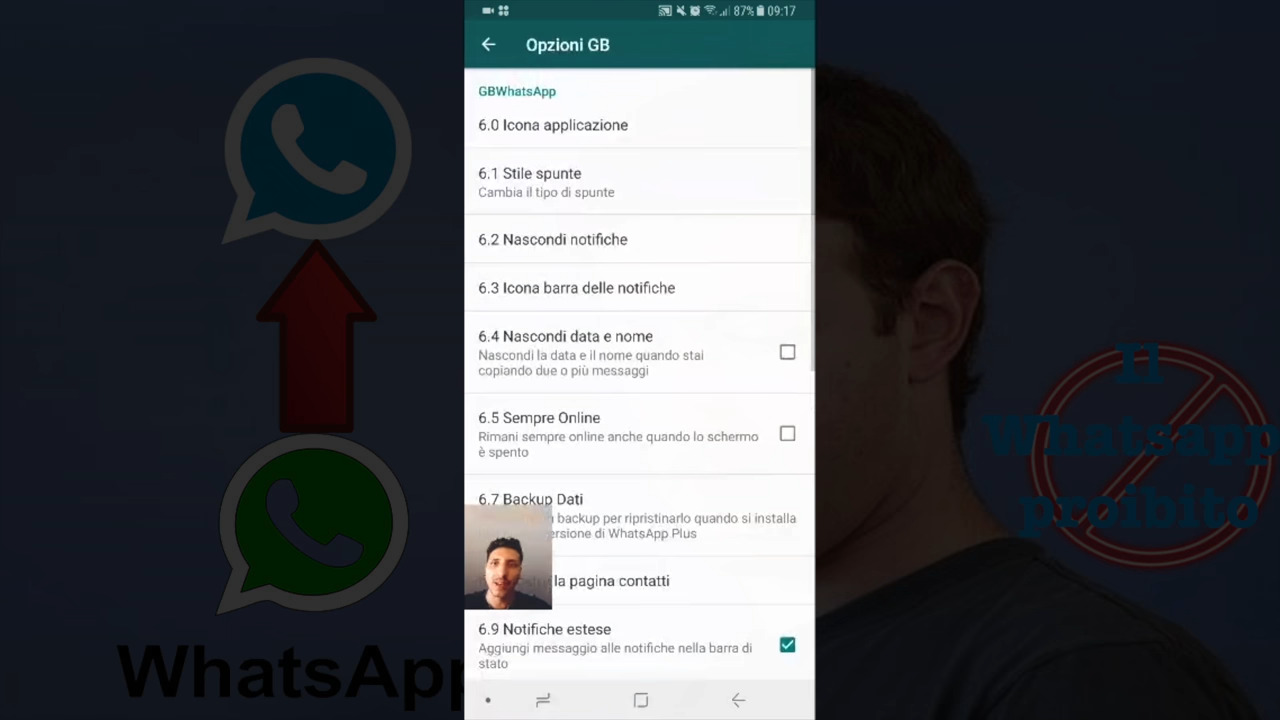 87% 09:17
Opzioni GB
GBWhatsApp
6.0 Icona applicazione
6.1 Stile spunte
Cambia il tipo di spunte
6.2 Nascondi notifiche
6.3 Icona barra delle notifiche
6.4 Nascondi data e nome
Nascondi la data e il nome quando stai
copiando due o più messaggi
6.5 Sempre Online
Rimani sempre online anche quando lo schermo
è spento
6.7 Backup Dati
backup per ripristinarlo quando si installa
di WhatsApp Plus
la pagina contatti
6.9 Notifiche estese
Aggiungi messaggio alle notifiche nella barra di
stato
WhatsAp
Il
Whatsapp
proibito